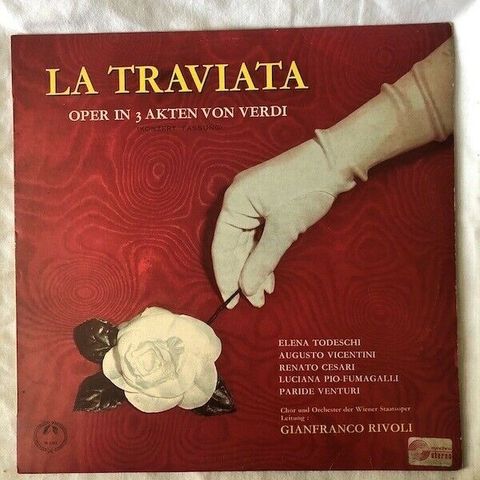 LA TRAVIATA
OPER IN 3 AKTEN VON VERDI
(KONZERT FASSUNG)
ELENA TODESCHI
AUGUSTO VICENTINI
RENATO CESARI
LUCIANA PIO-FUMAGALLI
PARIDE VENTURI
Chor und Orchester der Wiener Staatsoper
Leitung:
GIANFRANCO RIVOLI
stereo